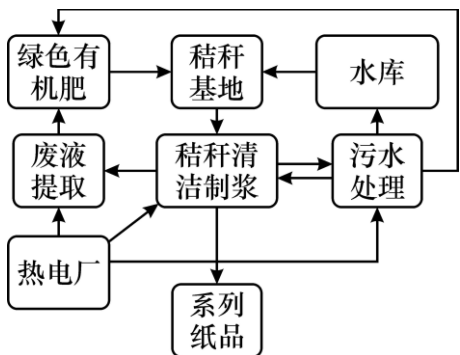 绿色有
机肥
秸秆
基地
水库
废液
提取
秸秆清
洁制浆
污水
处理
热电厂
系列
纸品